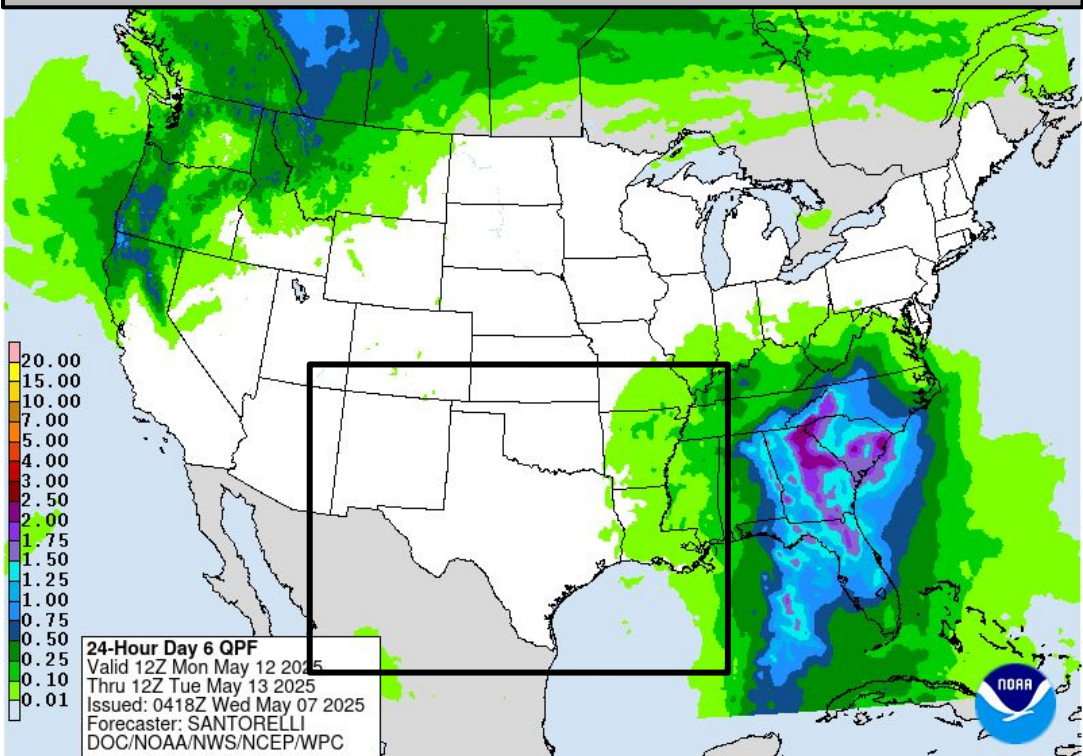 20.00
15.00
10.00
7.00
5.00
4.00
3.00
2.50
2.00
1.75
1.50
1.25
1.00
0.75
0.50
0.25
0.10
0.01
24-Hour Day 6 QPF
Valid 12Z Mon May 12 2025
Thru 12Z Tue May 13 2025
Issued: 0418Z Wed May 07 2025
Forecaster: SANTORELLI
DOC/NOAA/NWS/NCEP/WPC
NOAA